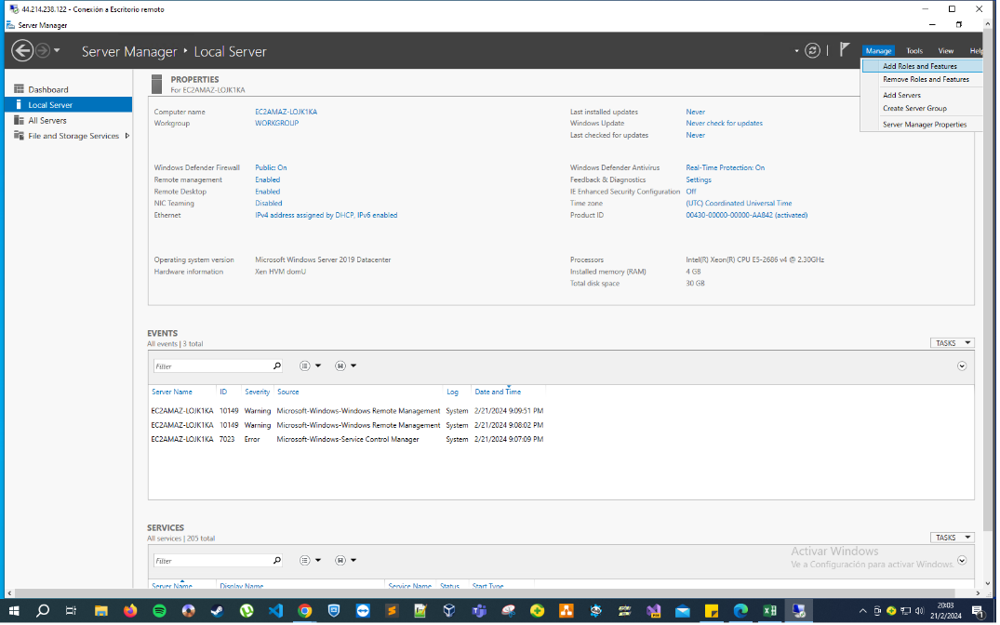 44.214.238.122 - Conexión a Escritorio remoto
Server Manager
Server Manager ‣ Local Server
Manage Tools View Help
Add Roles and Features
Remove Roles and Features
Add Servers
Create Server Group
Server Manager Properties
Dashboard
Local Server
All Servers
File and Storage Services
PROPERTIES
For EC2AMAZ-LOJK1KA
Computer name EC2AMAZ-LOJK1KA Last installed updates Never
Workgroup WORKGROUP Windows Update Never check for updates
Last checked for updates Never
Windows Defender Firewall Public: On Windows Defender Antivirus Real-Time Protection: On
Remote management Enabled Feedback & Diagnostics Settings
Remote Desktop Enabled IE Enhanced Security Configuration Off
NIC Teaming Disabled Time zone (UTC) Coordinated Universal Time
Ethernet IPv4 address assigned by DHCP, IPv6 enabled Product ID 00430-00000-00000-AA842 (activated)
Operating system version Microsoft Windows Server 2019 Datacenter Processors Intel(R) Xeon(R) CPU E5-2686 v4 @ 2.30GHz
Hardware information Xen HVM domU Installed memory (RAM) 4 GB
Total disk space 30 GB
EVENTS
All events | 3 total TASKS
Filter
Server Name ID Severity Source Log Date and Time
EC2AMAZ-LOJK1KA 10149 Warning Microsoft-Windows-Windows Remote Management System 2/21/2024 9:09:51 PM
EC2AMAZ-LOJK1KA 10149 Warning Microsoft-Windows-Windows Remote Management System 2/21/2024 9:08:02 PM
EC2AMAZ-LOJK1KA 7023 Error Microsoft-Windows-Service Control Manager System 2/21/2024 9:07:09 PM
SERVICES
All services | 205 total TASKS
Filter
Activar Windows
Ve a Configuración para activar Windows.
Server Name Display Name Service Name Status Start Type
20:03
21/2/2024